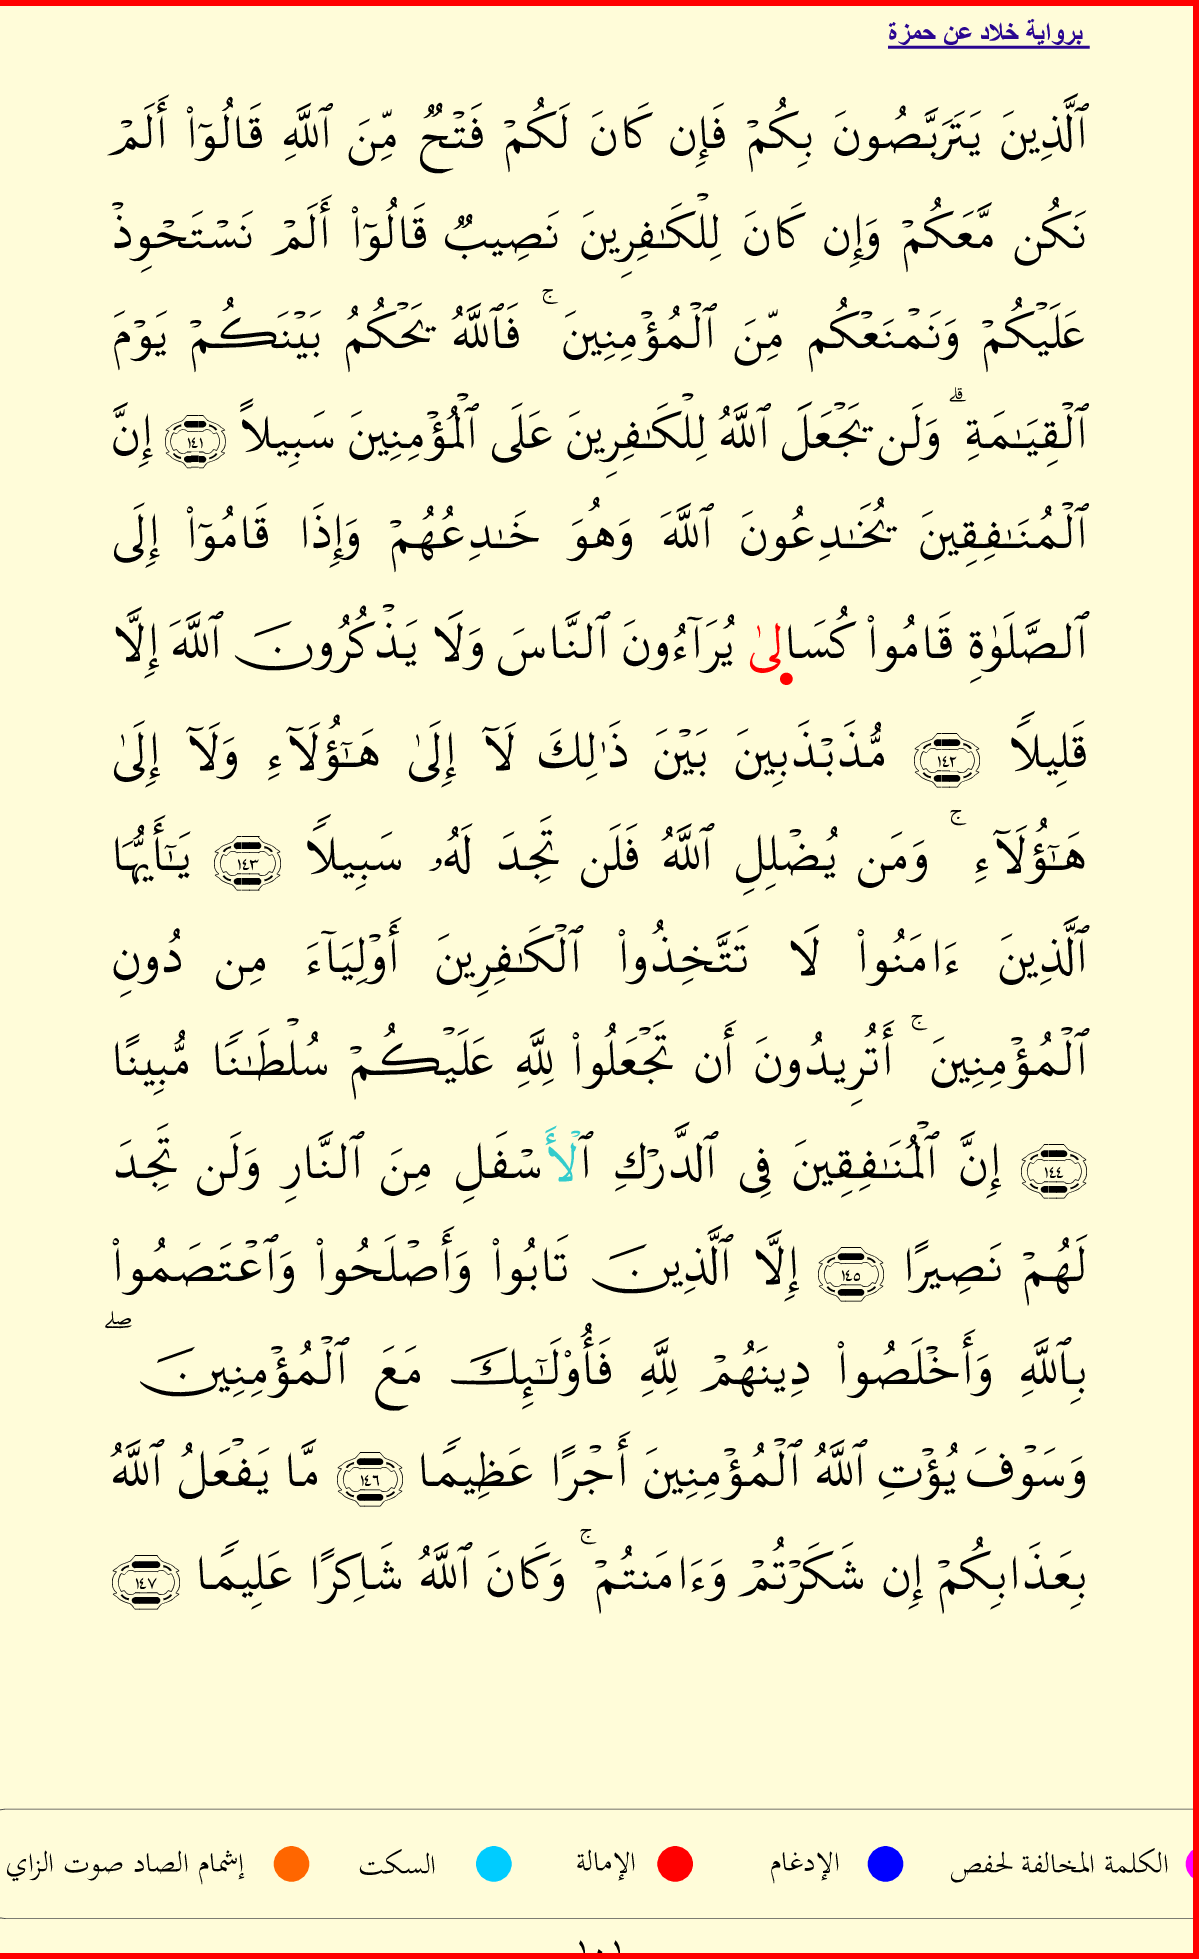 برواية خلاد عن حمزة
ٱلَّذِينَ يَتَرَبَّصُونَ بِكُمۡ فَإِن كَانَ لَكُمۡ فَتۡحٞ مِّنَ ٱللَّهِ قَالُوٓاْ أَلَمۡ
نَكُن مَّعَكُمۡ وَإِن كَانَ لِلۡكَٰفِرِينَ نَصِيبٞ قَالُوٓاْ أَلَمۡ نَسۡتَحۡوِذۡ
عَلَيۡكُمۡ وَنَمۡنَعۡكُم مِّنَ ٱلۡمُؤۡمِنِينَۚ فَٱللَّهُ يَحۡكُمُ بَيۡنَكُمۡ يَوۡمَ
ٱلۡقِيَٰمَةِۗ وَلَن يَجۡعَلَ ٱللَّهُ لِلۡكَٰفِرِينَ عَلَى ٱلۡمُؤۡمِنِينَ سَبِيلًا ١٤١ إِنَّ
ٱلۡمُنَٰفِقِينَ يُخَٰدِعُونَ ٱللَّهَ وَهُوَ خَٰدِعُهُمۡ وَإِذَا قَامُوٓاْ إِلَى
ٱلصَّلَوٰةِ قَامُواْ كُسَالىٰ يُرَآءُونَ ٱلنَّاسَ وَلَا يَذۡكُرُونَ ٱللَّهَ إِلَّا
قَلِيلًا ١٤٢ مُّذَبۡذَبِينَ بَيۡنَ ذَٰلِكَ لَآ إِلَىٰ هَٰٓؤُلَآءِ وَلَآ إِلَىٰ
هَٰٓؤُلَآءِۚ وَمَن يُضۡلِلِ ٱللَّهُ فَلَن تَجِدَ لَهُۥ سَبِيلًا ١٤٣ يَٰٓأَيُّهَا
ٱلَّذِينَ ءَامَنُواْ لَا تَتَّخِذُواْ ٱلۡكَٰفِرِينَ أَوۡلِيَآءَ مِن دُونِ
ٱلۡمُؤۡمِنِينَۚ أَتُرِيدُونَ أَن تَجۡعَلُواْ لِلَّهِ عَلَيۡكُمۡ سُلۡطَٰنٗا مُّبِينًا
١٤٤ إِنَّ ٱلۡمُنَٰفِقِينَ فِي ٱلدَّرۡكِ ٱلۡأَسۡفَلِ مِنَ ٱلنَّارِ وَلَن تَجِدَ
لَهُمۡ نَصِيرًا ١٤٥ إِلَّا ٱلَّذِينَ تَابُواْ وَأَصۡلَحُواْ وَٱعۡتَصَمُواْ
بِٱللَّهِ وَأَخۡلَصُواْ دِينَهُمۡ لِلَّهِ فَأُوْلَٰٓئِكَ مَعَ ٱلۡمُؤۡمِنِينَۖ
وَسَوۡفَ يُؤۡتِ ٱللَّهُ ٱلۡمُؤۡمِنِينَ أَجۡرًا عَظِيمٗا ١٤٦ مَّا يَفۡعَلُ ٱللَّهُ
بِعَذَابِكُمۡ إِن شَكَرۡتُمۡ وَءَامَنتُمۡۚ وَكَانَ ٱللَّهُ شَاكِرًا عَلِيمٗا ١٤٧
الكلمة المخالفة لحفص الإدغام الإمالة السكت إشمام الصاد صوت الزاي
١٠١